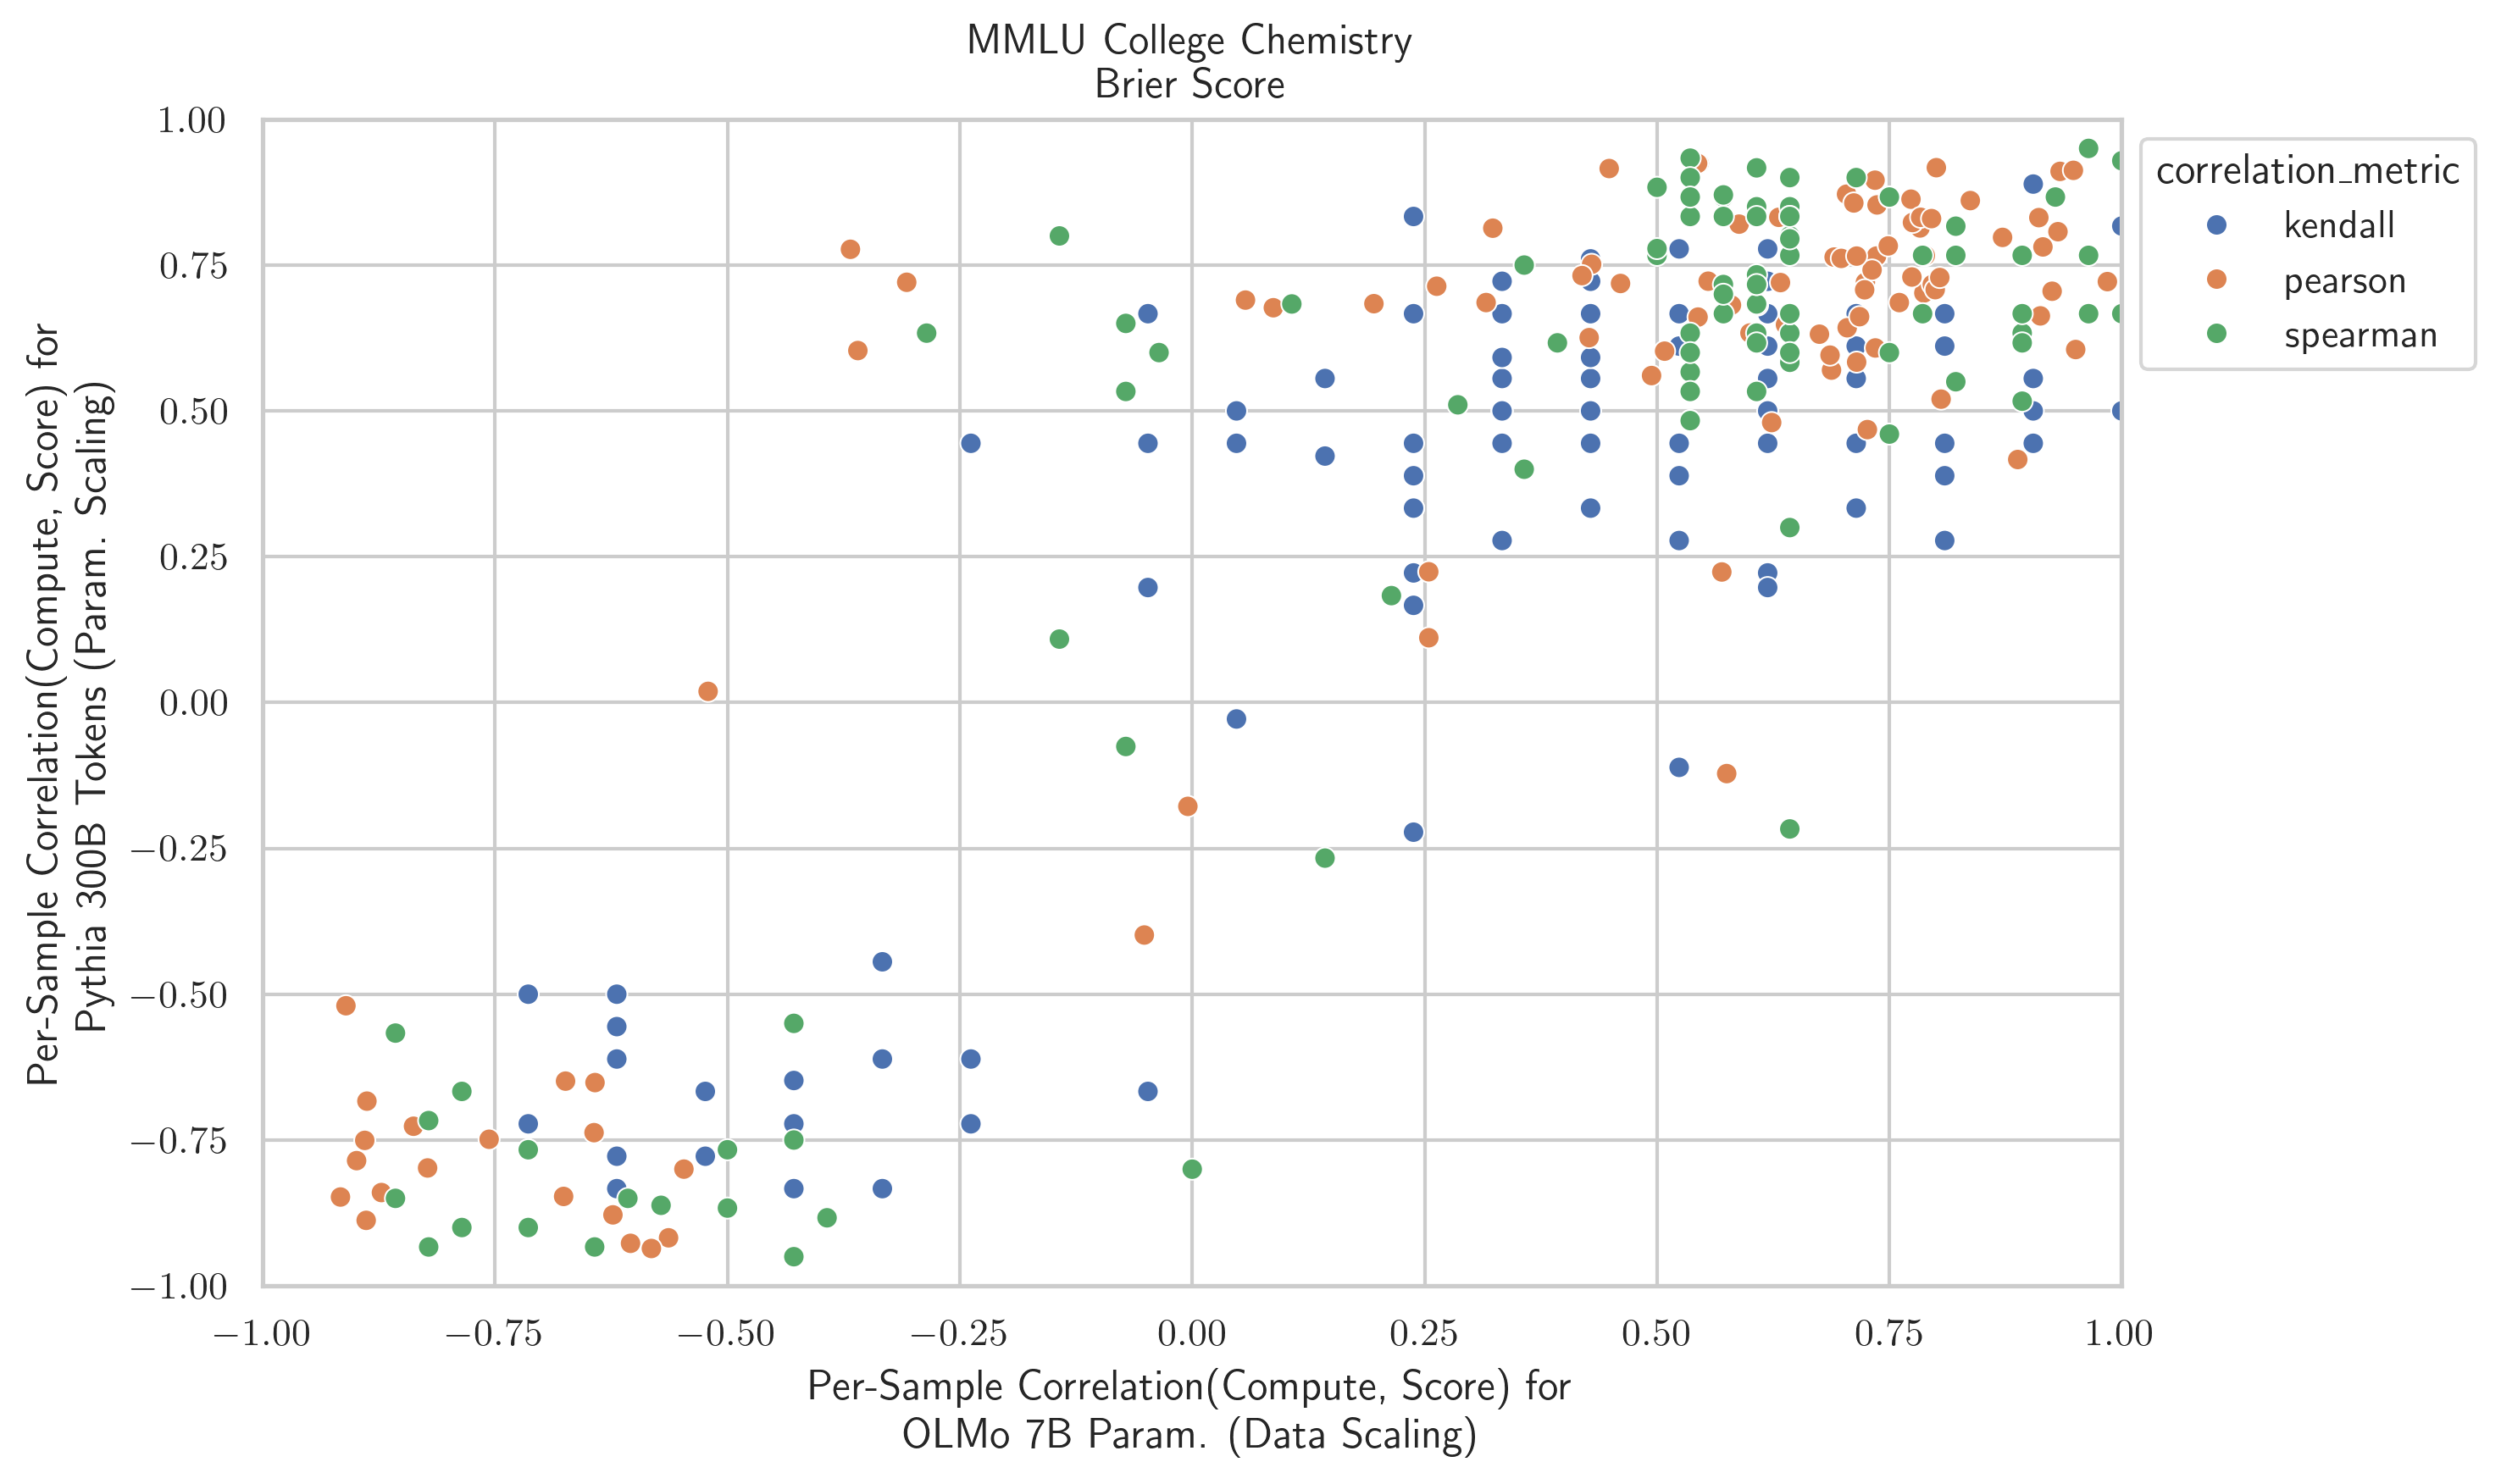 MMLU College Chemistry
Brier Score
Per-Sample Correlation(Compute, Score) for
Pythia 300B Tokens (Param. Scaling)
1.00
0.75
0.50
0.25
0.00
−0.25
−0.50
−0.75
−1.00
−1.00 −0.75 −0.50 −0.25 0.00 0.25 0.50 0.75 1.00
Per-Sample Correlation(Compute, Score) for
OLMo 7B Param. (Data Scaling)
correlation_metric
kendall
pearson
spearman